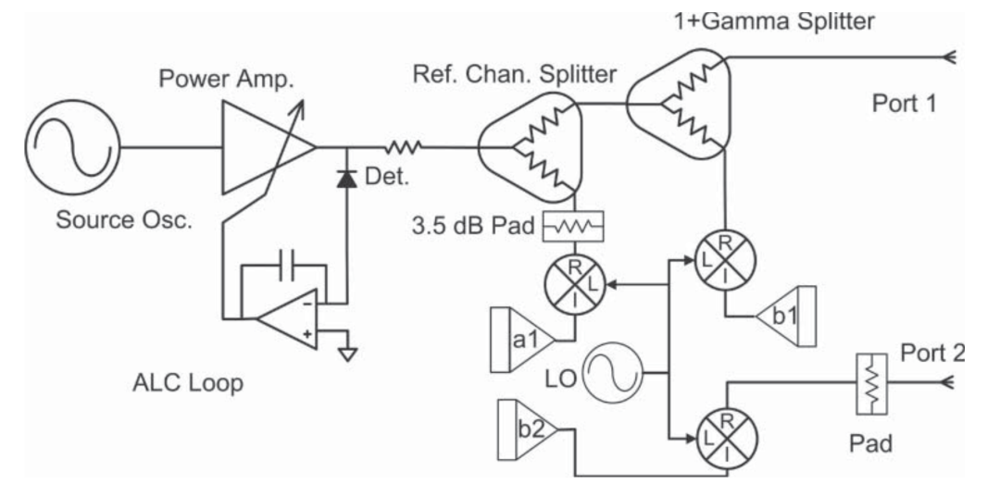 1+Gamma Splitter
Power Amp.
Ref. Chan. Splitter
Port 1
Det.
Source Osc.
3.5 dB Pad
R
L
I
R
L
I
-
+
a1
b1
LO
Port 2
ALC Loop
b2
R
L
I
Pad